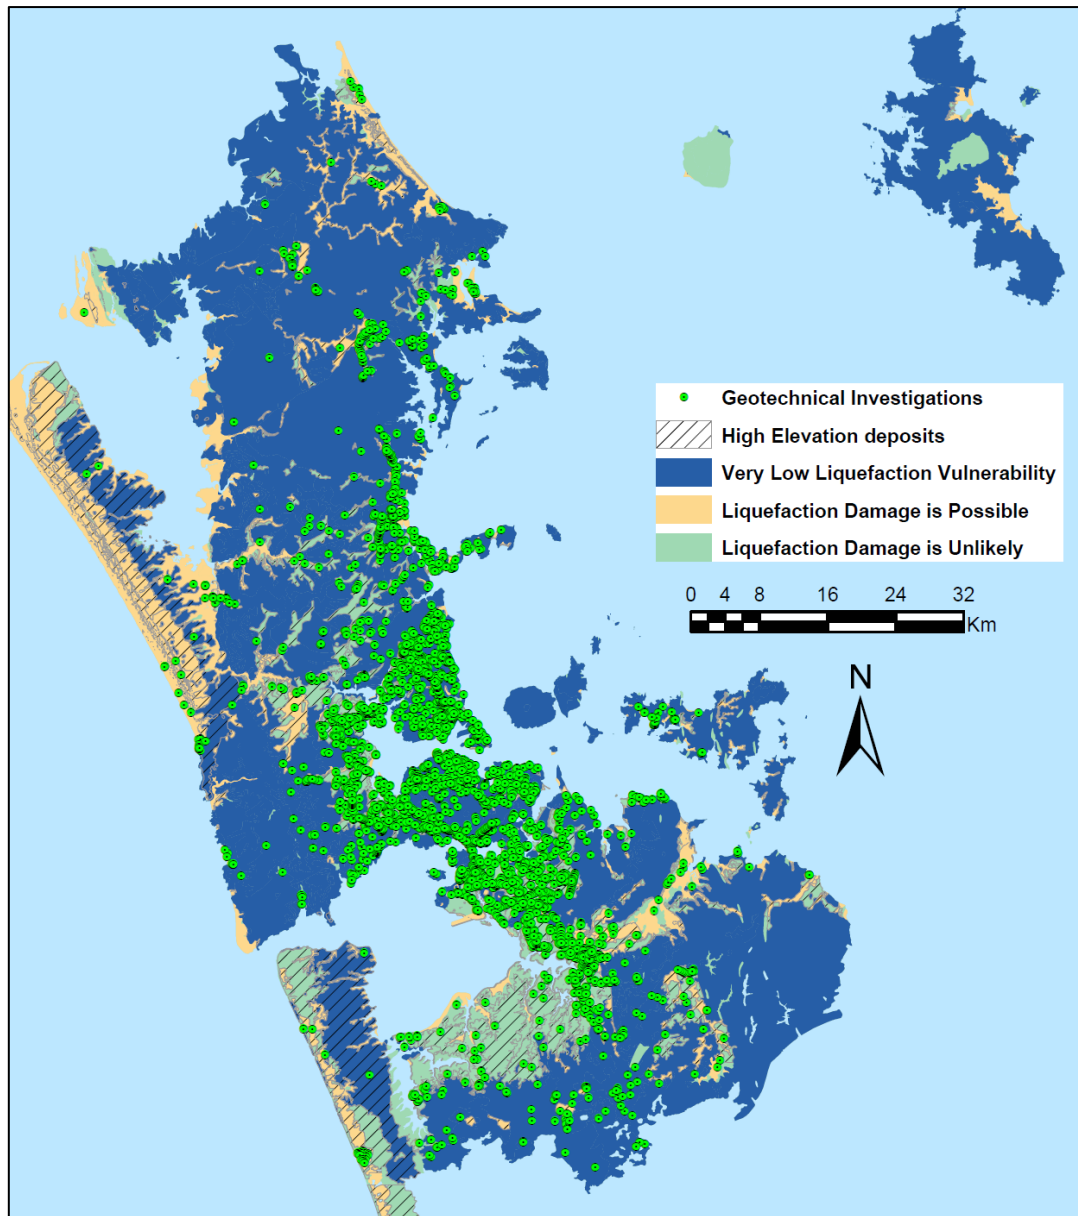 Geotechnical Investigations
High Elevation deposits
Very Low Liquefaction Vulnerability
Liquefaction Damage is Possible
Liquefaction Damage is Unlikely
0 4 8 16 24 32
Km
N